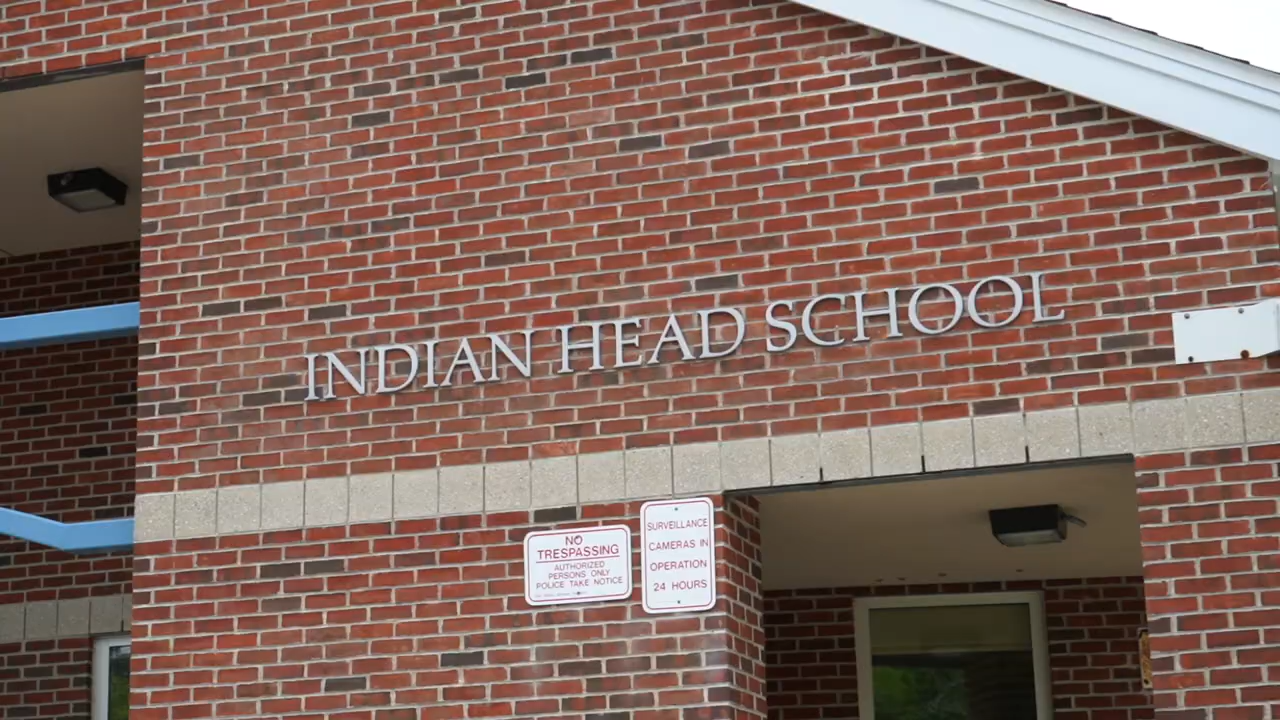 INDIAN HEAD SCHOOL
NO
TRESPASSING
AUTHORIZED
PERSONS ONLY
POLICE TAKE NOTICE
SURVEILLANCE
CAMERAS IN
OPERATION
24 HOURS